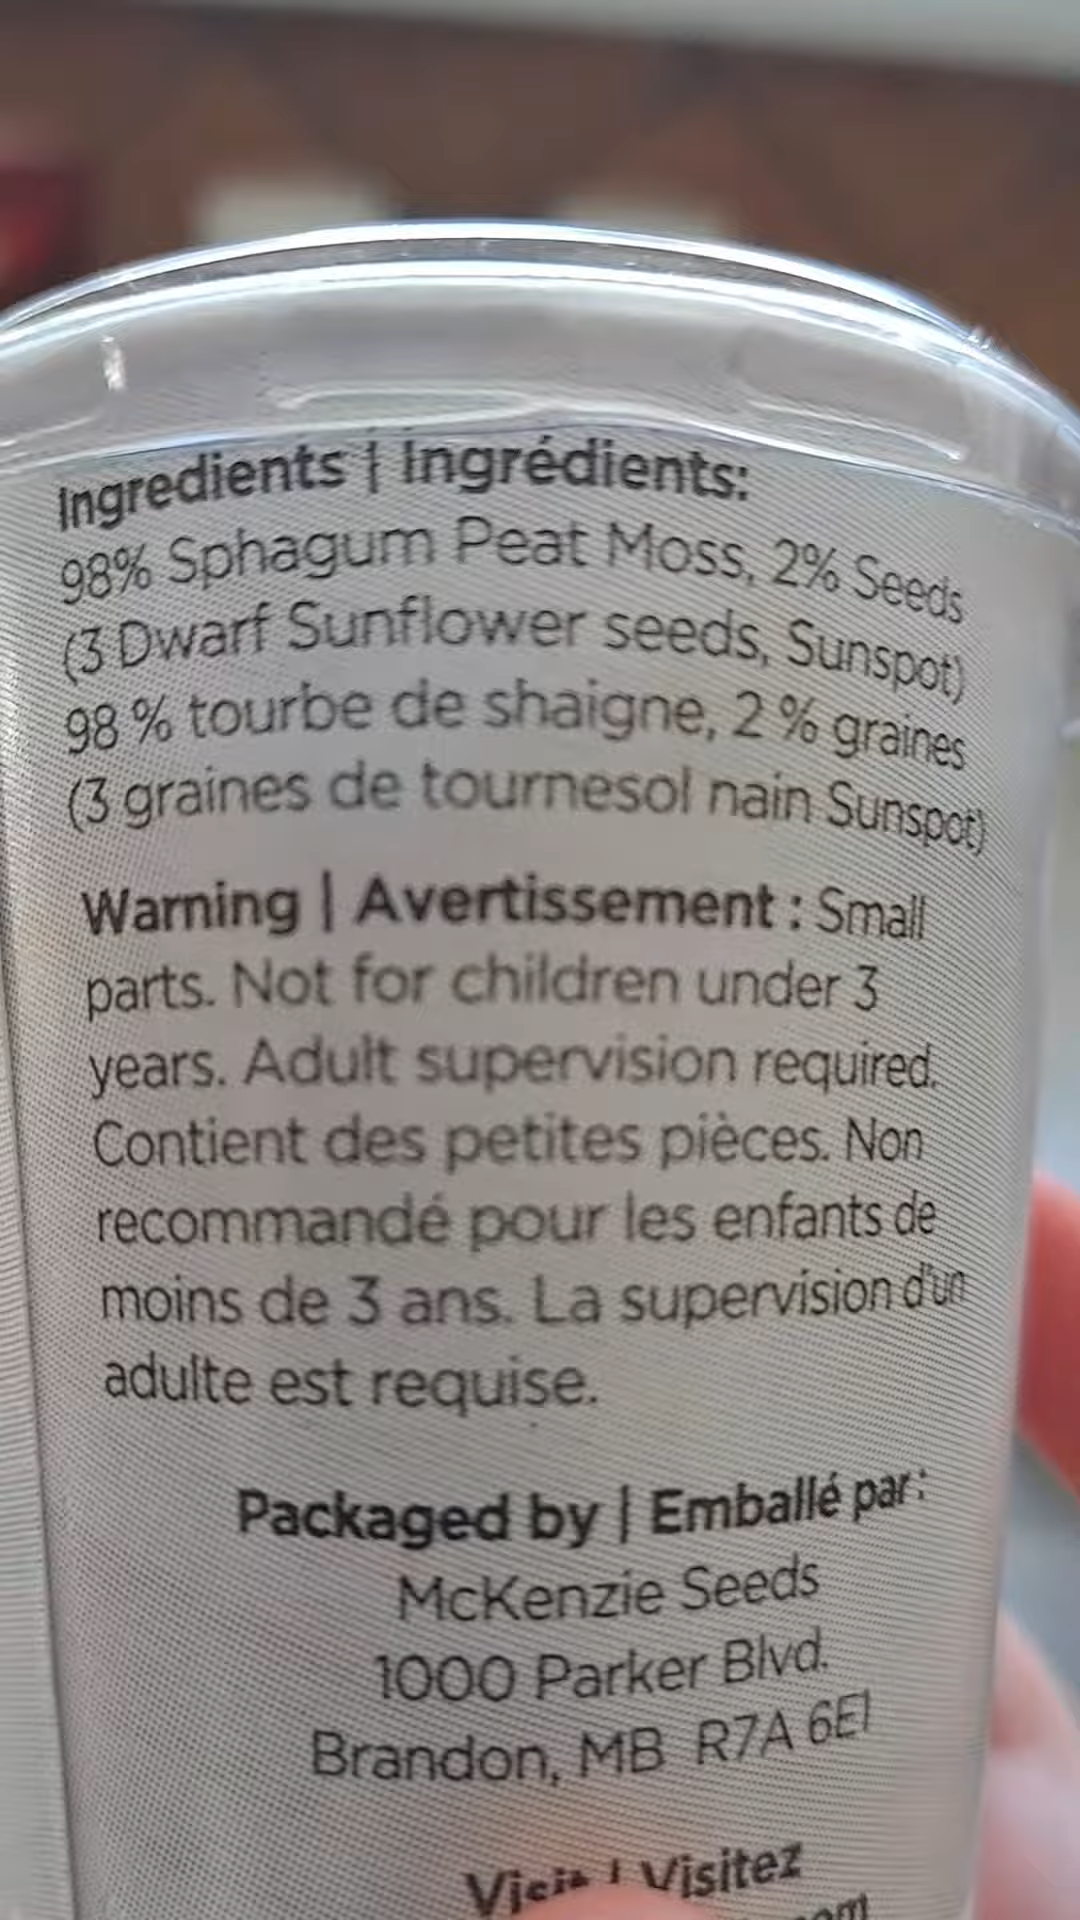 Ingredients | Ingrédients:
98% Sphagum Peat Moss, 2% Seeds
(3 Dwarf Sunflower seeds, Sunspot)
98 % tourbe de shaigne, 2 % graines
(3 graines de tournesol nain Sunspot)
Warning | Avertissement : Small
parts. Not for children under 3
years. Adult supervision required.
Contient des petites pièces. Non
recommandé pour les enfants de
moins de 3 ans. La supervision d'un
adulte est requise.
Packaged by | Emballé par:
McKenzie Seeds
1000 Parker Blvd.
Brandon, MB R7A 6E1
Visit | Visitez